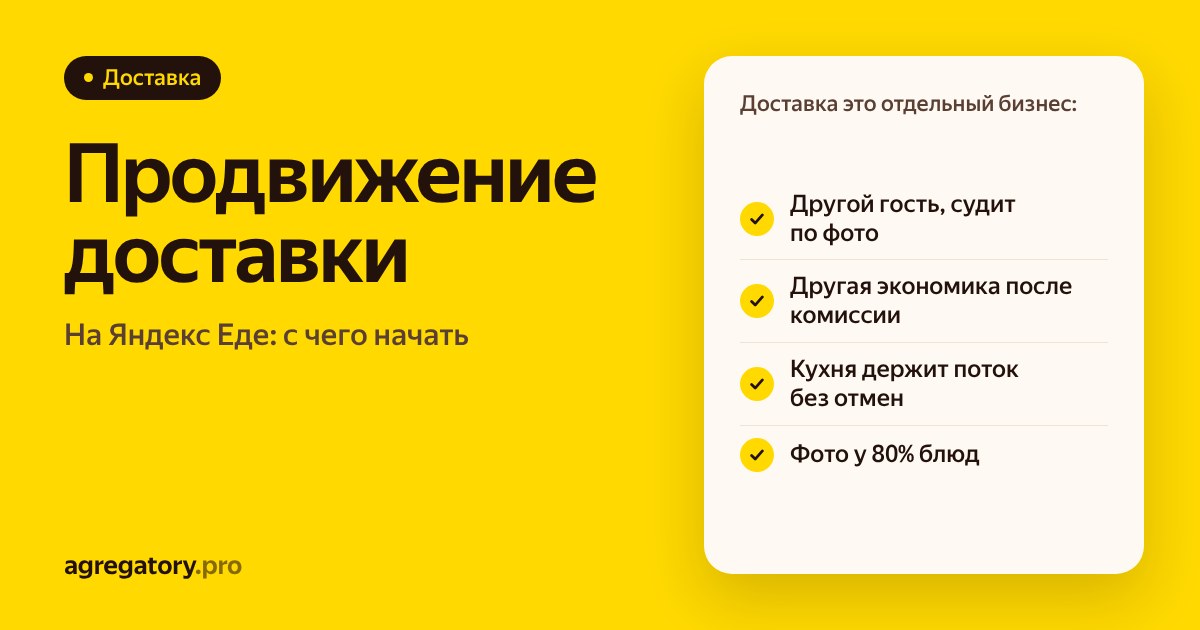 Доставка
Продвижение
доставки
На Яндекс Еде: с чего начать
agregatory.pro
Доставка это отдельный бизнес:
Другой гость, судит
по фото
Другая экономика после
комиссии
Кухня держит поток
без отмен
Фото у 80% блюд